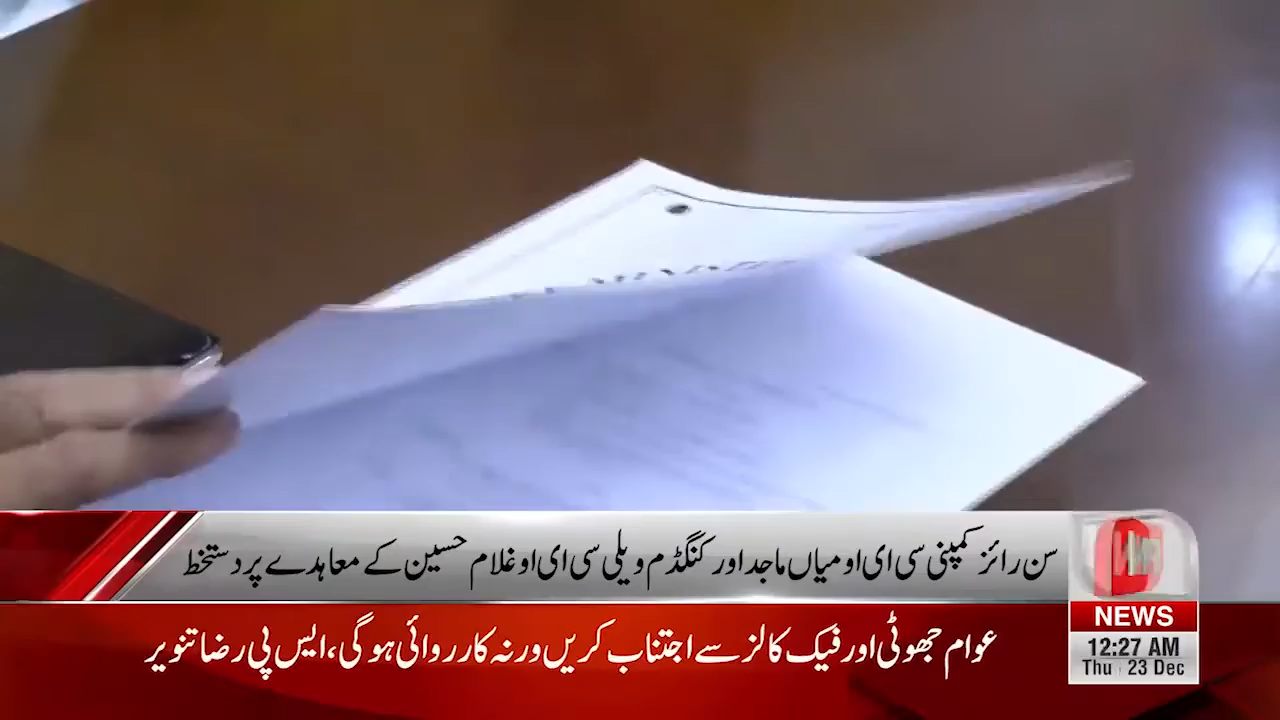 سن رائز کمپنی سی ای او میاں ماجد اور کنگڈم ویلی سی ای او غلام حسین کے معاہدے پر دستخط
NEWS
عوام جھوٹی اور فیک کالز سے اجتناب کریں ورنہ کارروائی ہوگی، ایس پی رضا تنویر
12:27 AM
Thu 23 Dec